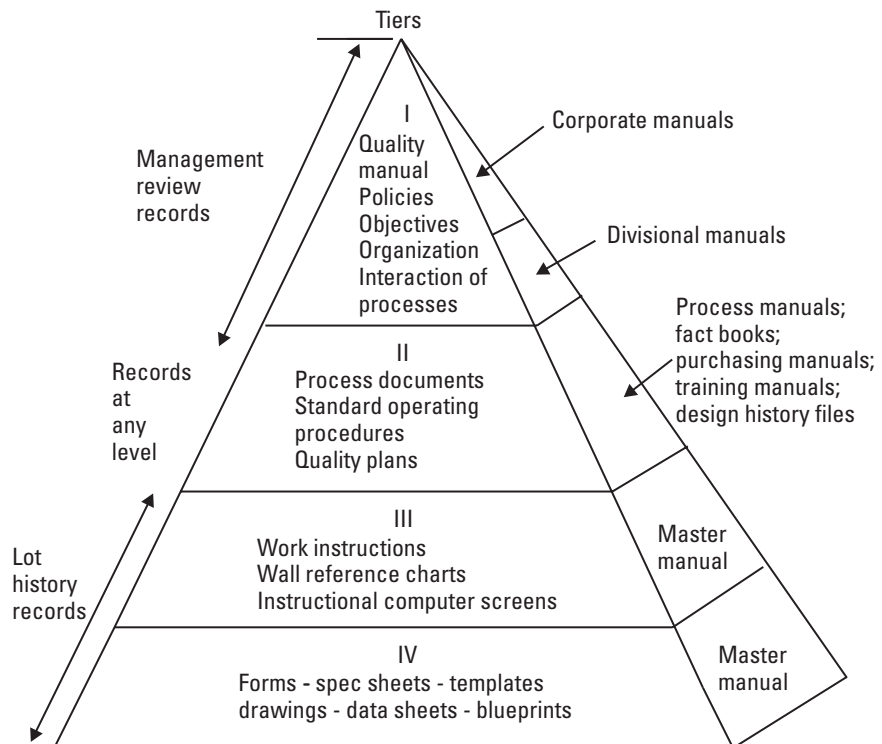 Tiers
I
Quality
manual
Policies
Objectives
Organization
Interaction of
processes
Corporate manuals
Management
review
records
Divisional manuals
Process manuals;
fact books;
purchasing manuals;
training manuals;
design history files
II
Process documents
Standard operating
procedures
Quality plans
Records
at
any
level
III
Work instructions
Wall reference charts
Instructional computer screens
Master
manual
Lot
history
records
IV
Forms - spec sheets - templates
drawings - data sheets - blueprints
Master
manual